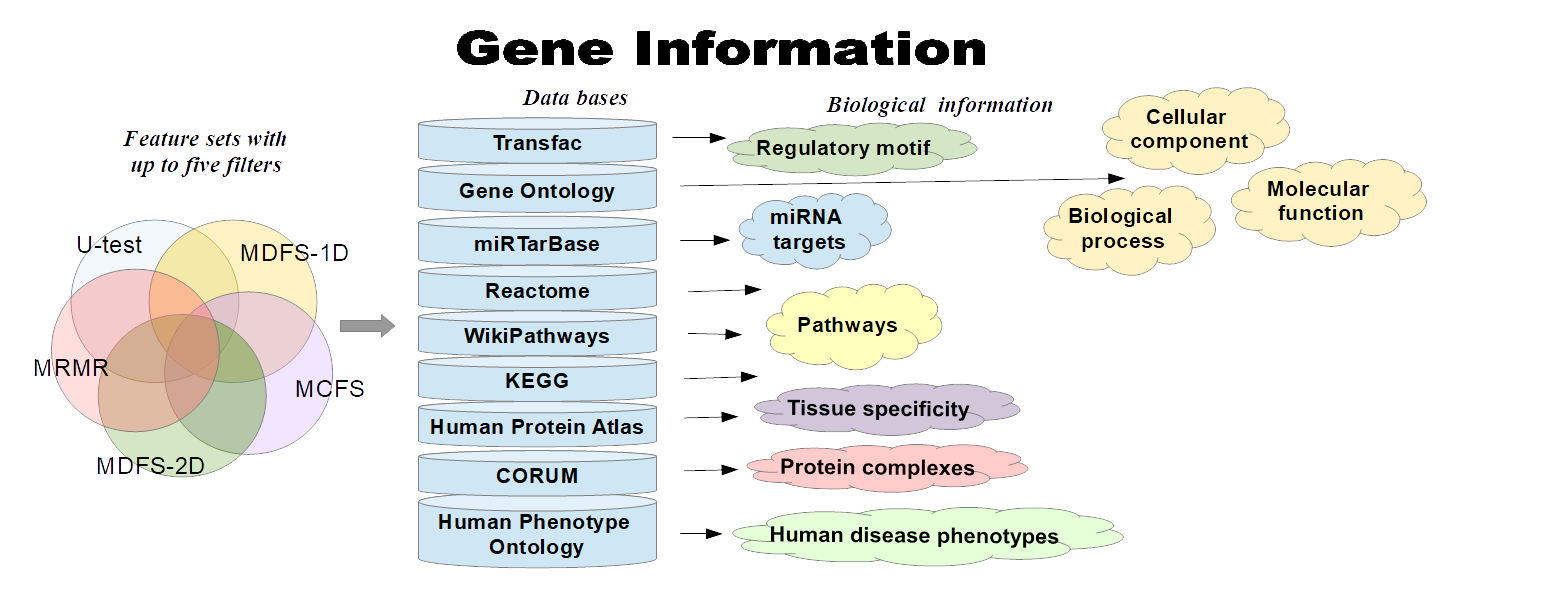 Gene Information
Feature sets with
up to five filters
U-test
MDFS-1D
MRMR
MCFS
MDFS-2D
Data bases
Transfac
Gene Ontology
miRTarBase
Reactome
WikiPathways
KEGG
Human Protein Atlas
CORUM
Human Phenotype
Ontology
Biological information
Regulatory motif
Cellular
component
Molecular
function
Biological
process
miRNA
targets
Pathways
Tissue specificity
Protein complexes
Human disease phenotypes